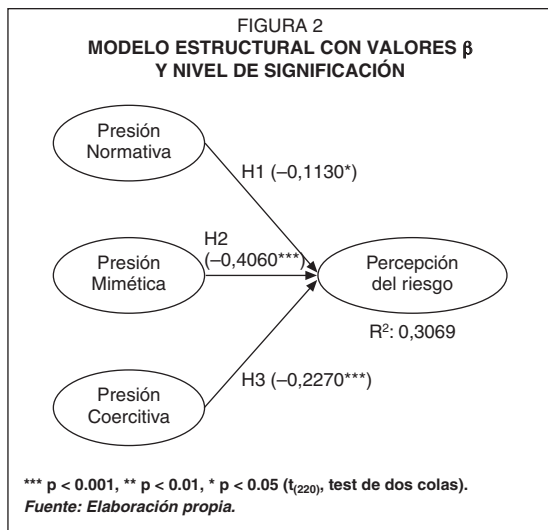 FIGURA 2
MODELO ESTRUCTURAL CON VALORES β
Y NIVEL DE SIGNIFICACIÓN
Presión
Normativa
H1 (–0,1130*)
H2
(–0,4060***)
Presión
Mimética
Percepción
del riesgo
R²: 0,3069
H3 (–0,2270***)
Presión
Coercitiva
*** p < 0.001, ** p < 0.01, * p < 0.05 (t(220), test de dos colas).
Fuente: Elaboración propia.